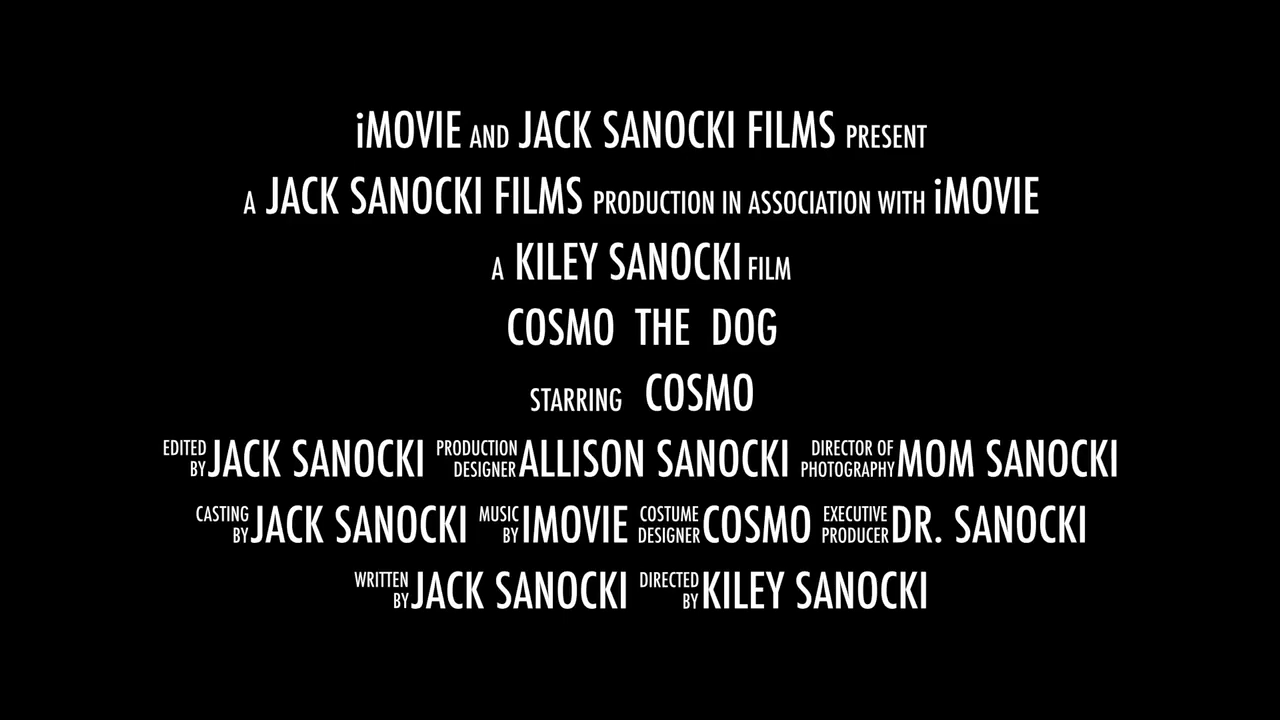 iMOVIE AND JACK SANOCKI FILMS PRESENT
A JACK SANOCKI FILMS PRODUCTION IN ASSOCIATION WITH iMOVIE
A KILEY SANOCKI FILM
COSMO THE DOG
STARRING COSMO
EDITED BY JACK SANOCKI PRODUCTION DESIGNER ALLISON SANOCKI DIRECTOR OF PHOTOGRAPHY MOM SANOCKI
CASTING BY JACK SANOCKI MUSIC BY IMOVIE COSTUME DESIGNER COSMO EXECUTIVE PRODUCER DR. SANOCKI
WRITTEN BY JACK SANOCKI DIRECTED BY KILEY SANOCKI